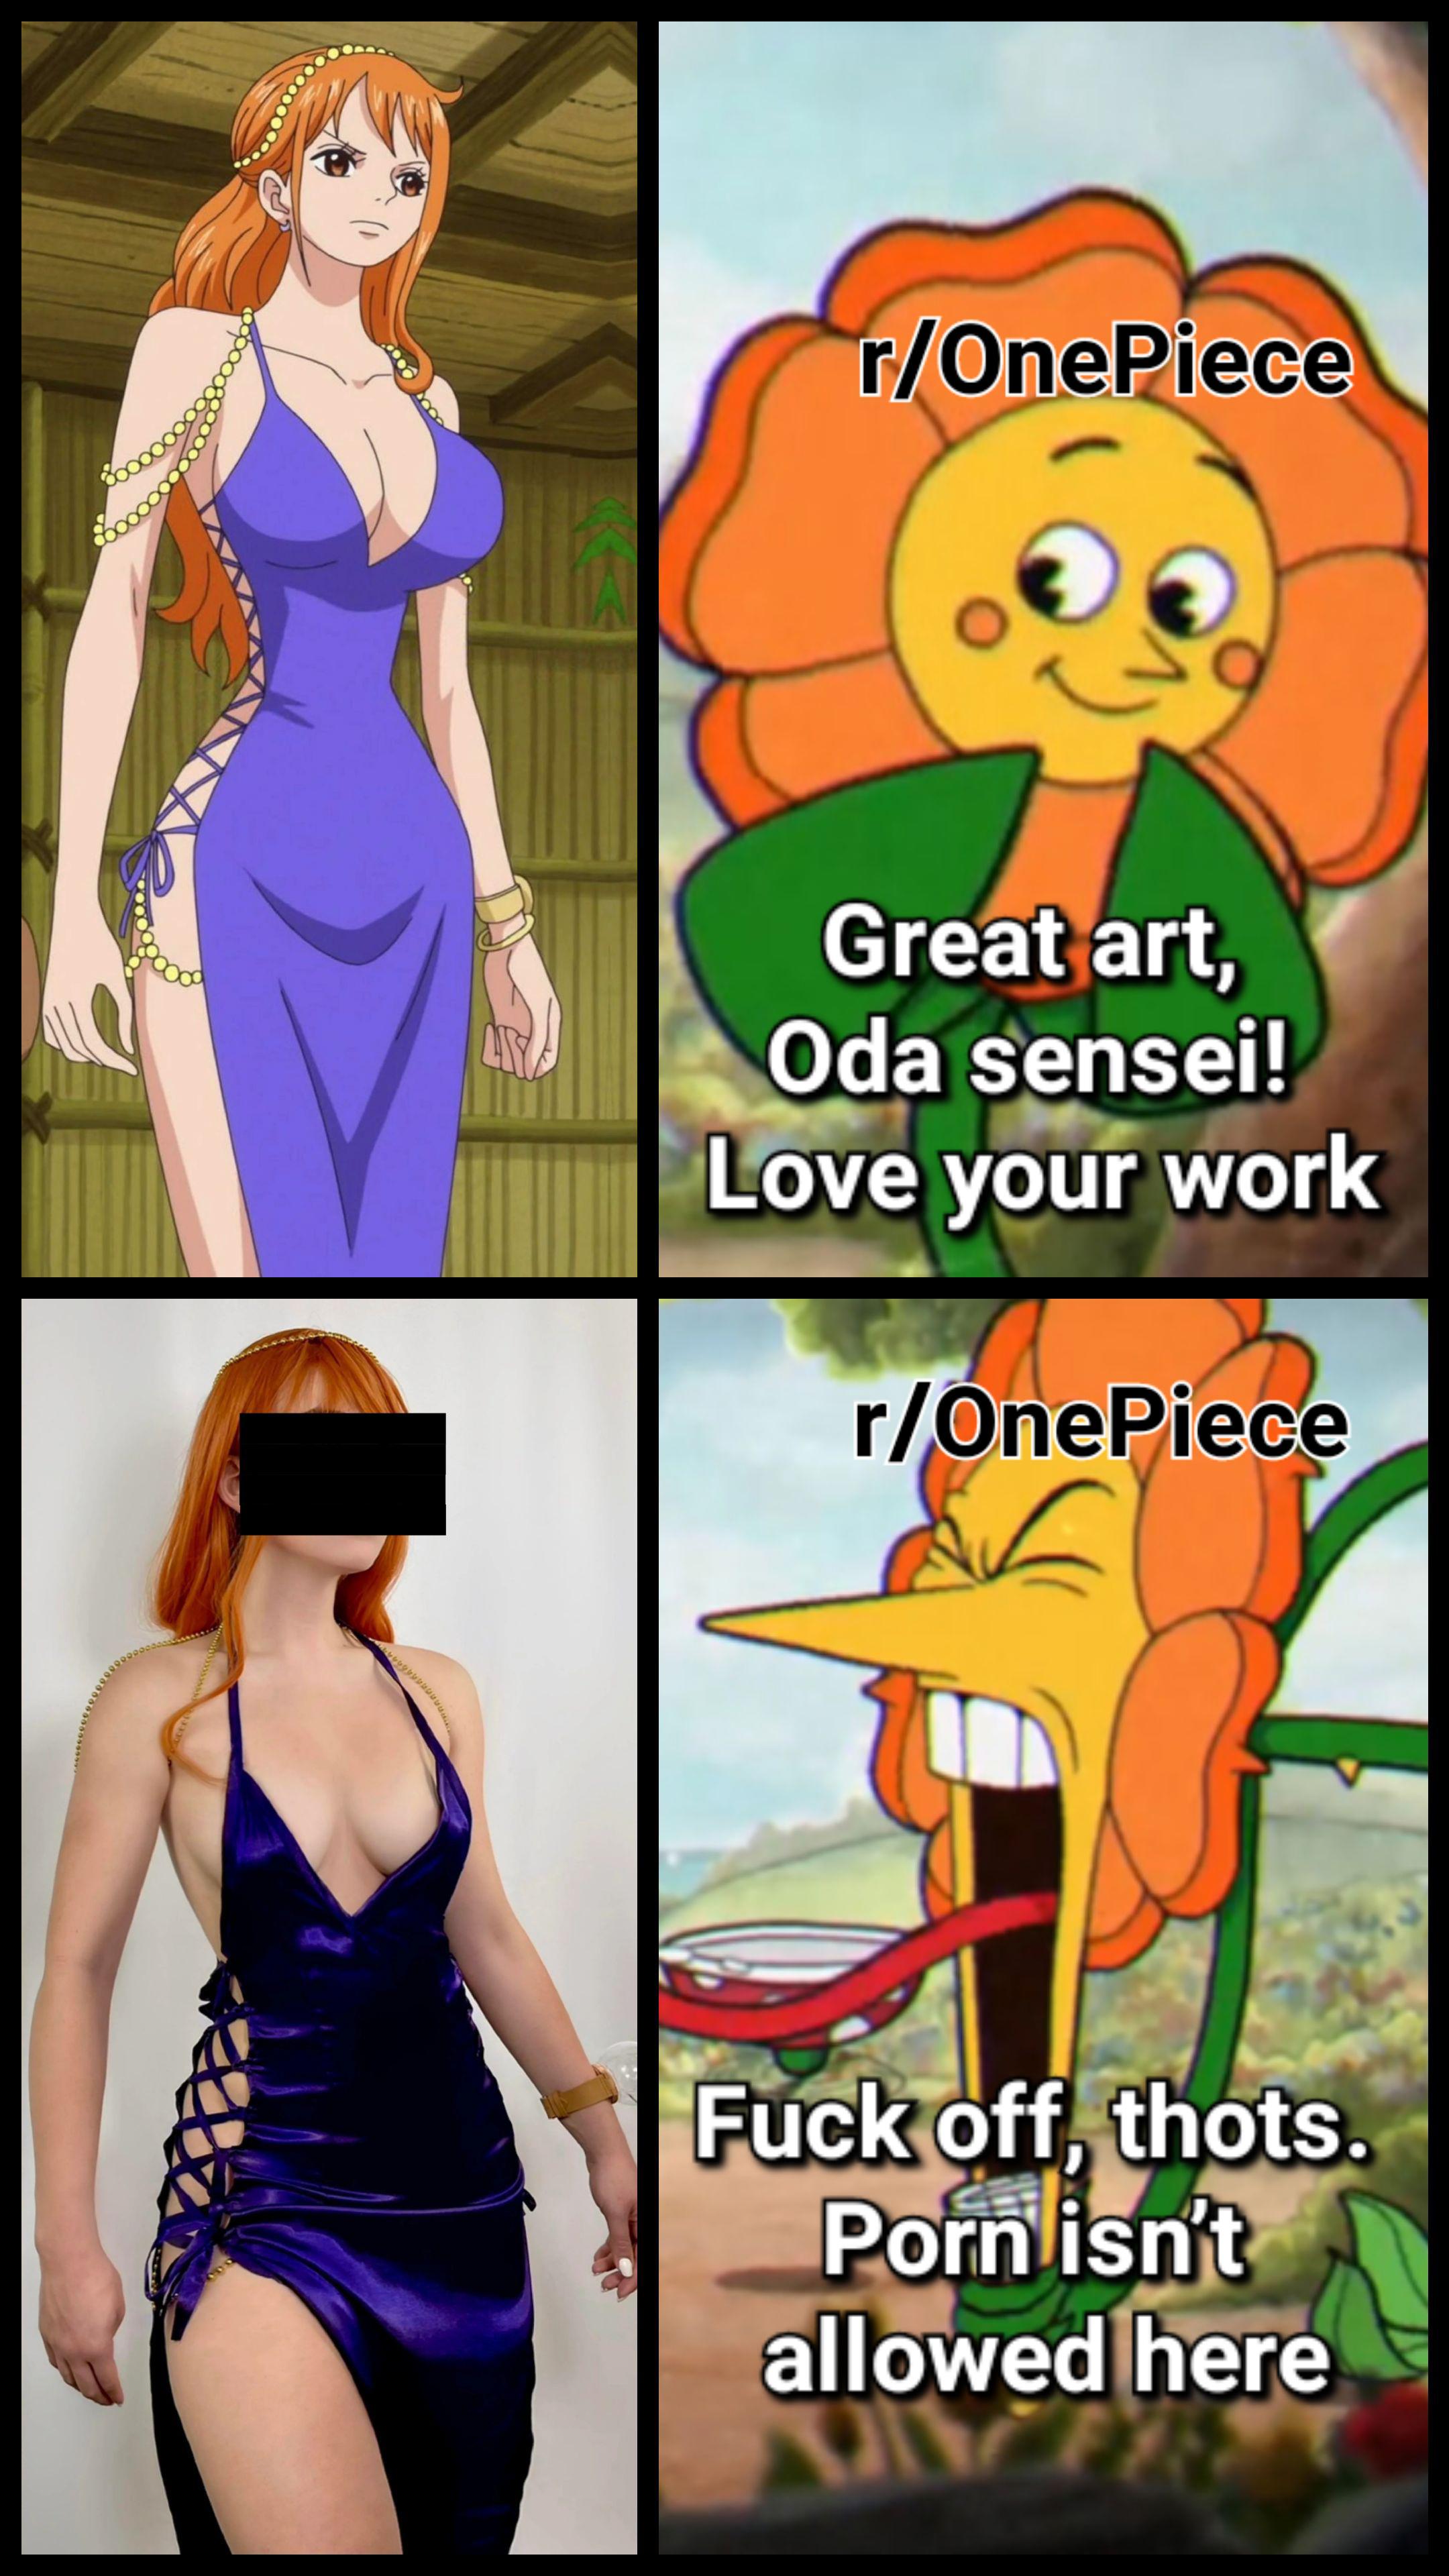 r/OnePiece
Great art,
Oda sensei!
Love your work
r/OnePiece
Fuck off, thots.
Porn isn't
allowed here